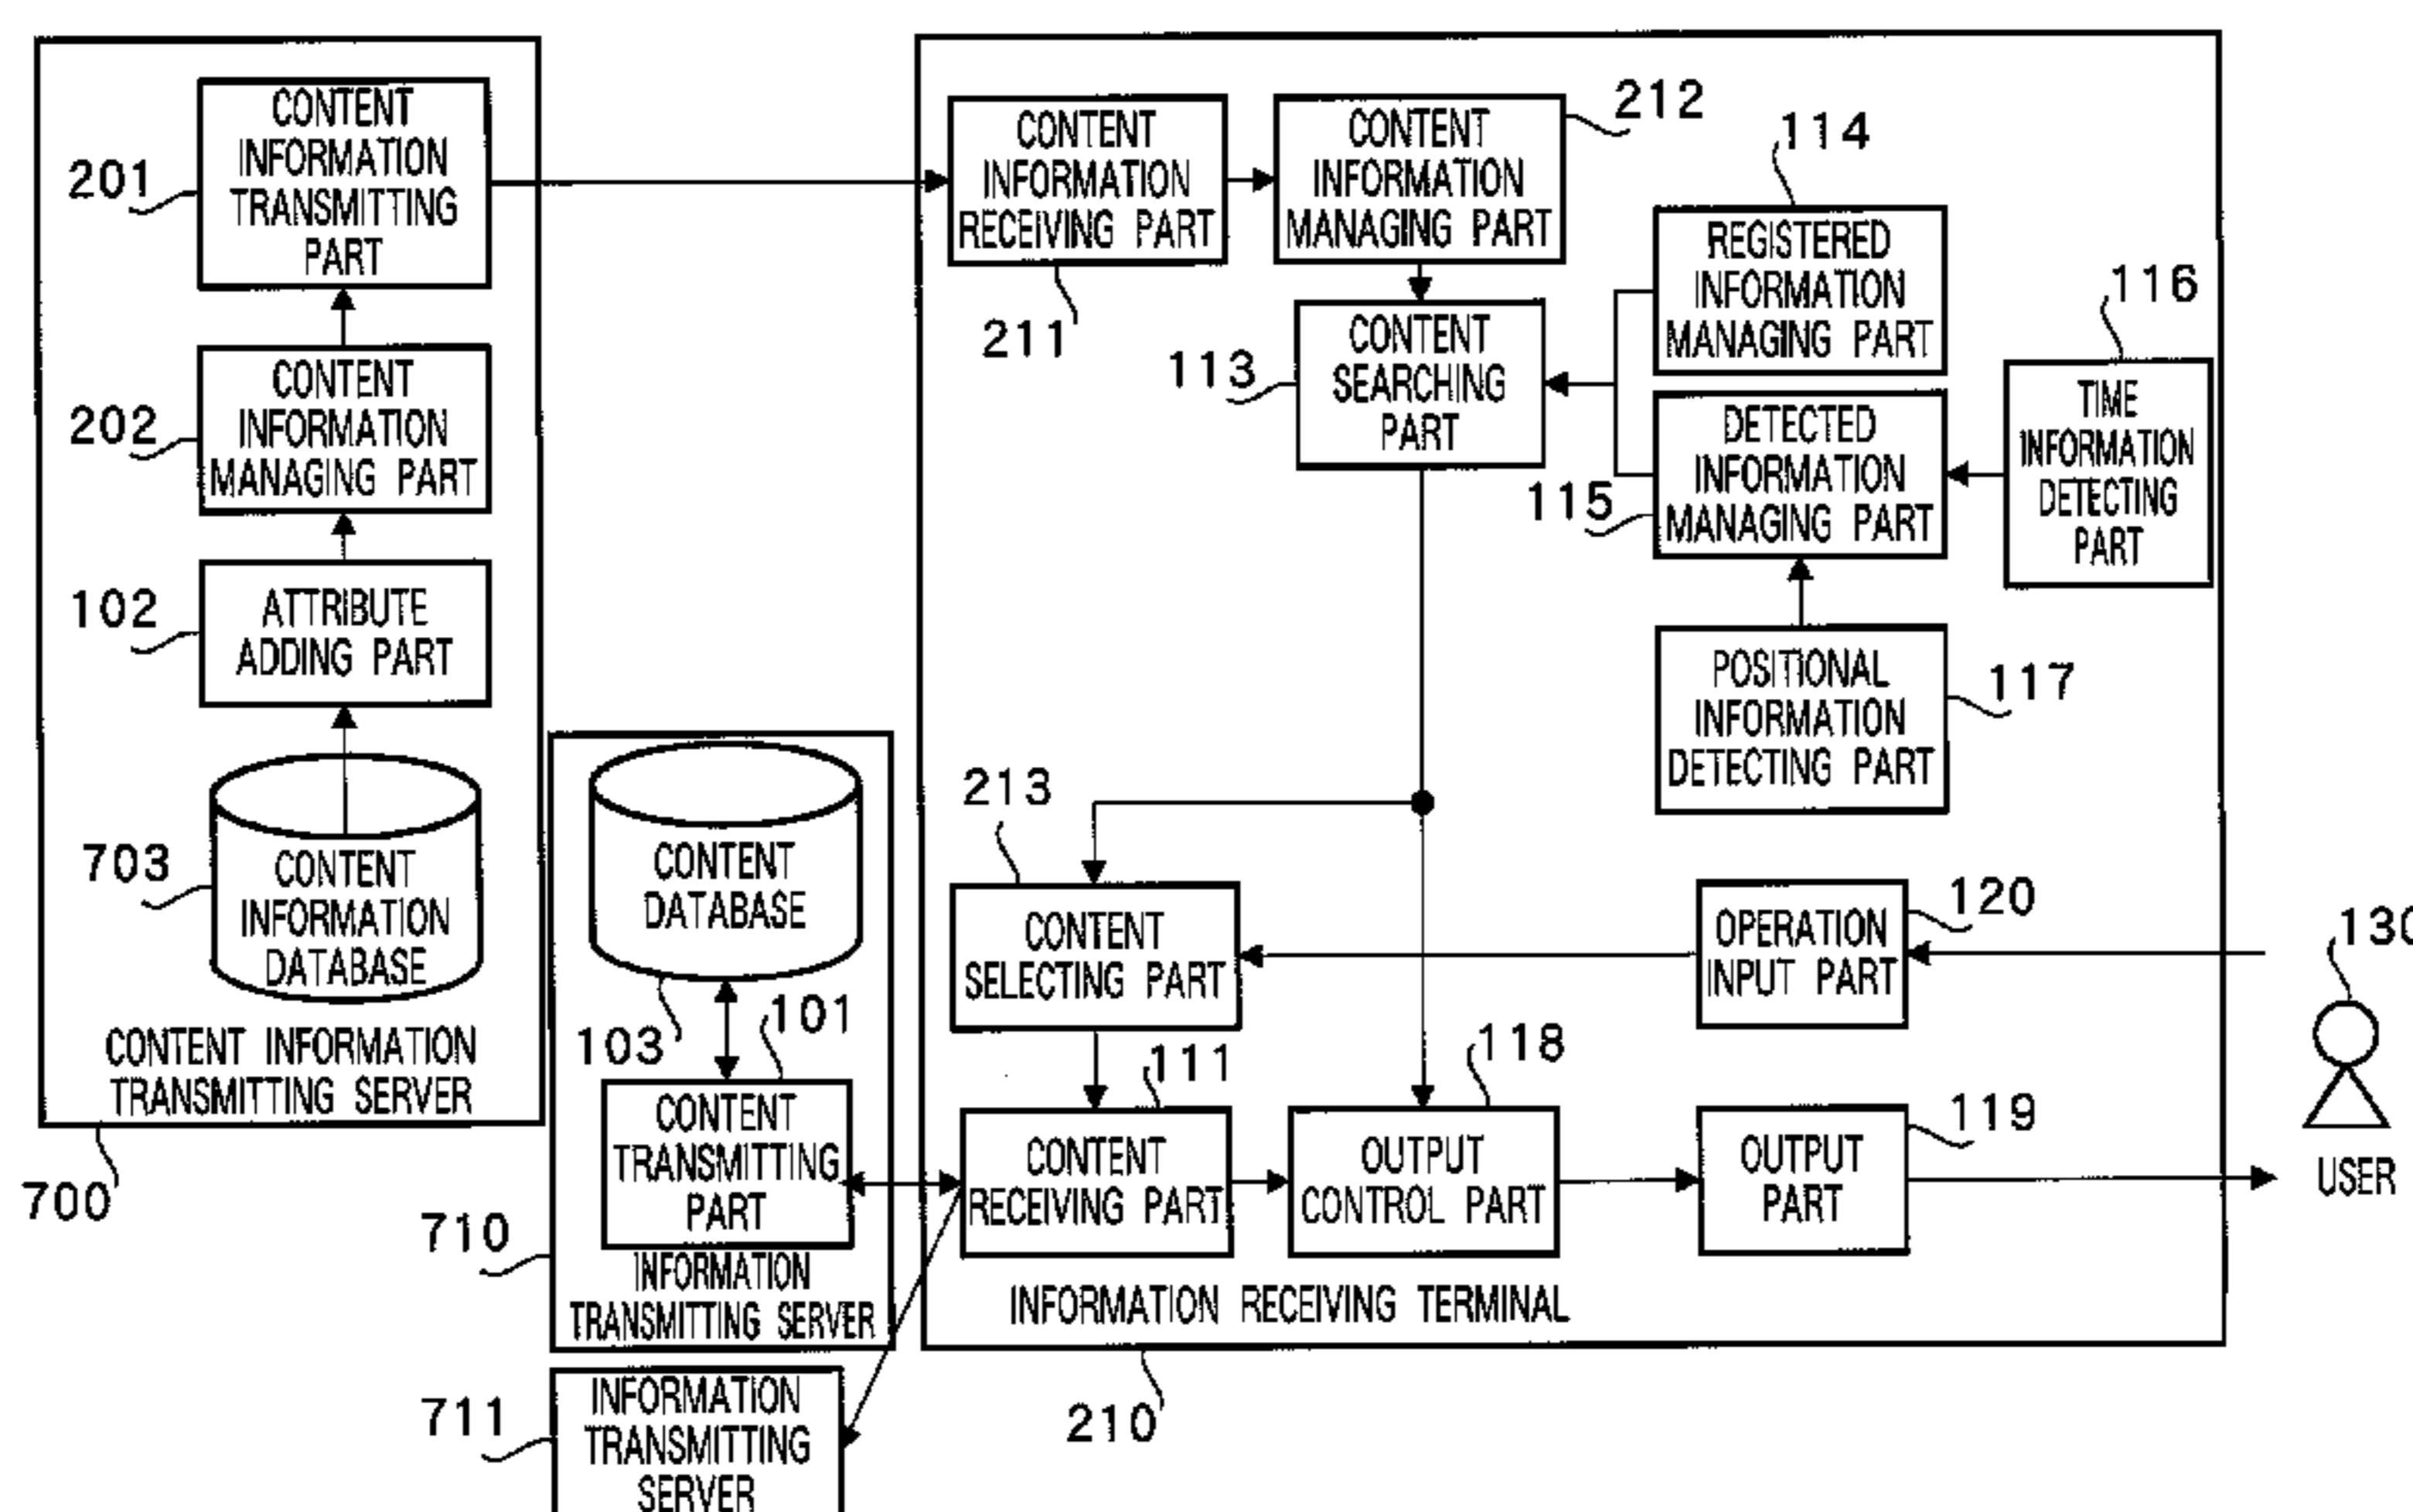 CONTENT
INFORMATION
TRANSMITTING
PART
201
CONTENT
INFORMATION
MANAGING PART
202
ATTRIBUTE
ADDING PART
102
CONTENT
INFORMATION
DATABASE
703
CONTENT INFORMATION
TRANSMITTING SERVER
700
CONTENT
DATABASE
103
101
CONTENT
TRANSMITTING
PART
INFORMATION
TRANSMITTING SERVER
710
INFORMATION
TRANSMITTING
SERVER
711
CONTENT
INFORMATION
RECEIVING PART
211
CONTENT
INFORMATION
MANAGING PART
212
114
REGISTERED
INFORMATION
MANAGING PART
116
TIME
INFORMATION
DETECTING
PART
CONTENT
SEARCHING
PART
113
DETECTED
INFORMATION
MANAGING PART
115
POSITIONAL
INFORMATION
DETECTING PART
117
213
CONTENT
SELECTING PART
OPERATION
INPUT PART
120
111
CONTENT
RECEIVING PART
118
OUTPUT
CONTROL PART
119
OUTPUT
PART
INFORMATION RECEIVING TERMINAL
210
130
USER